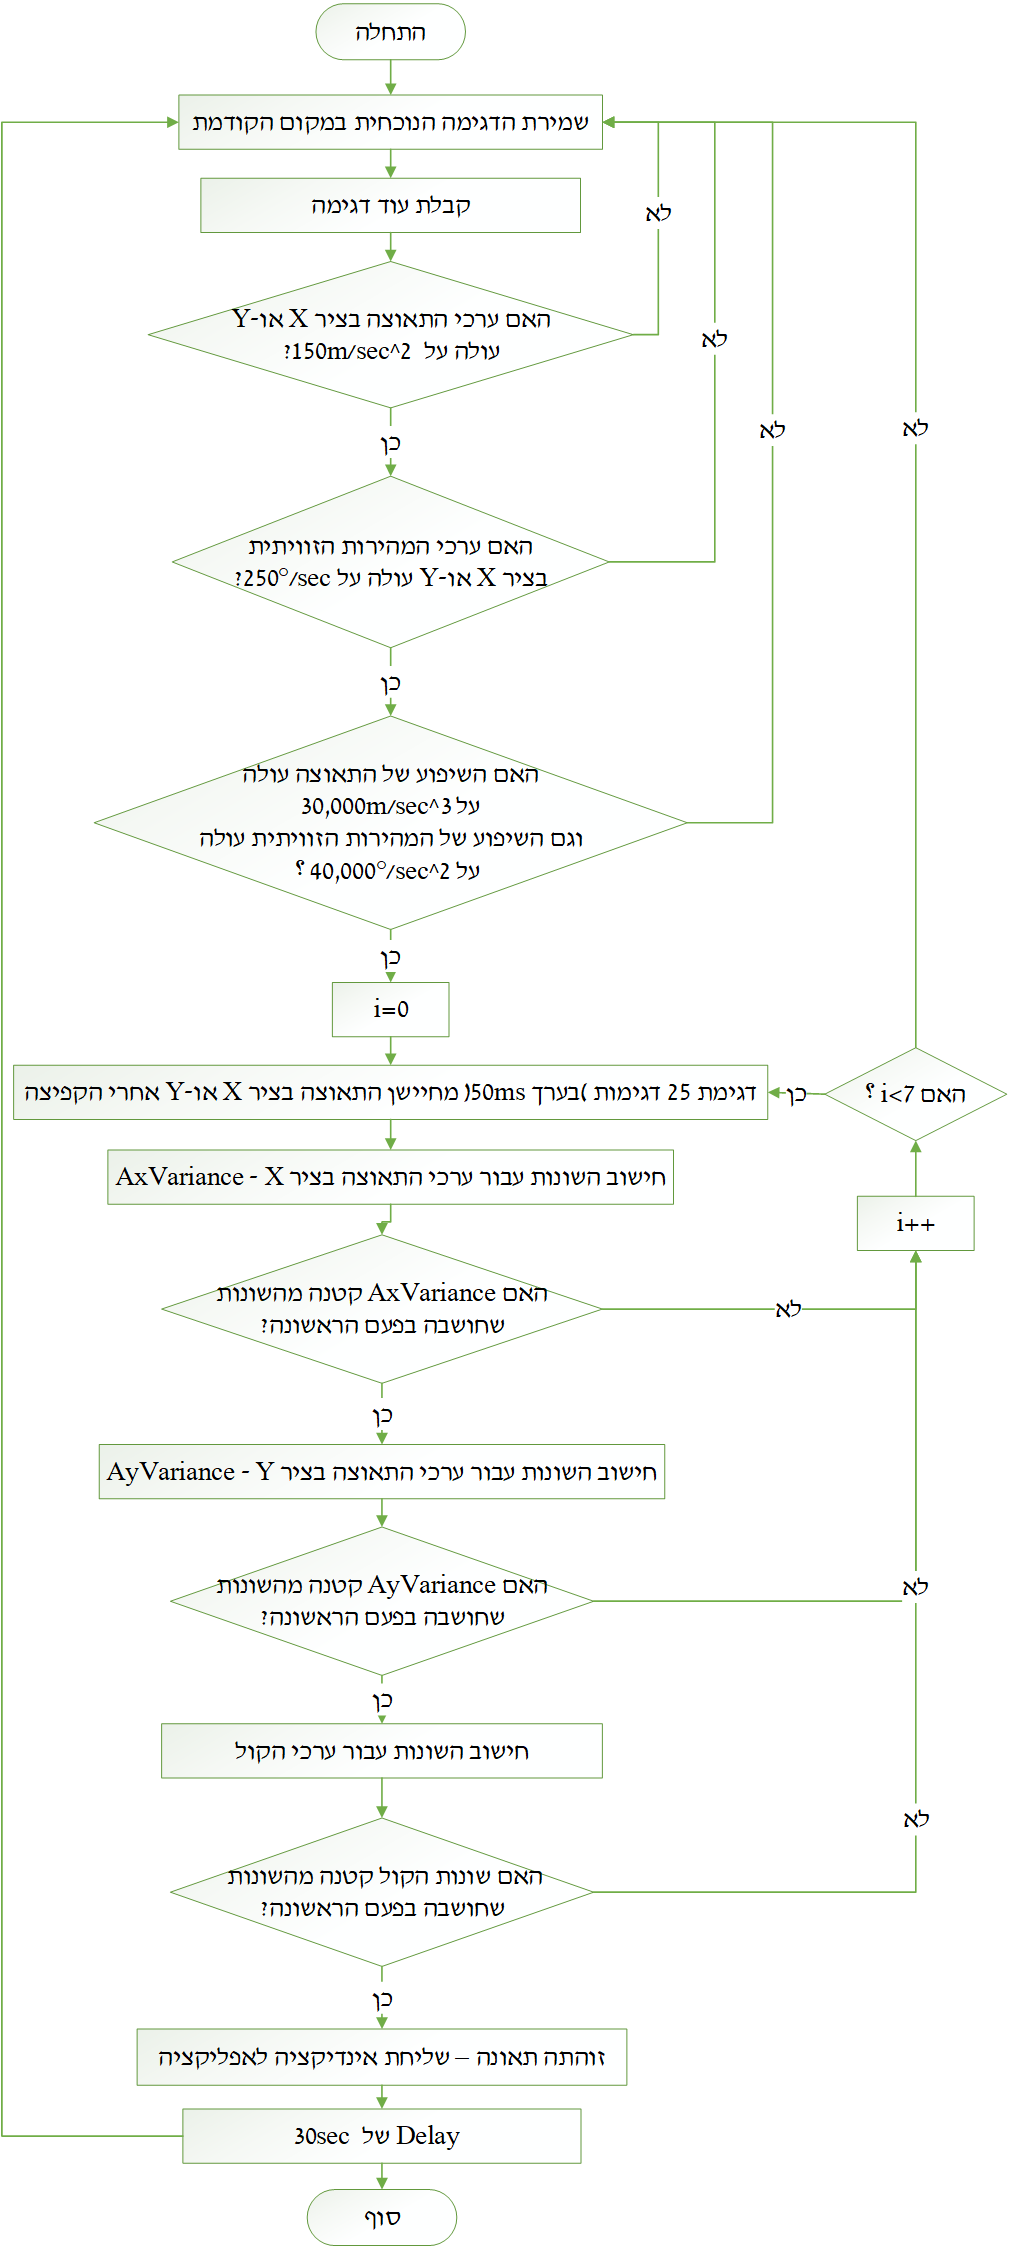 התחלה
שמירת הדגימה הנוכחית במקום הקודמת
קבלת עוד דגימה
לא
האם ערכי התאוצה בציר X או-Y
עולה על 150m/sec^2?
לא
לא
לא
כן
האם ערכי המהירות הזוויתית
בציר X או-Y עולה על 250°/sec?
כן
האם השיפוע של התאוצה עולה
על 30,000m/sec^3
וגם השיפוע של המהירות הזוויתית עולה
על 40,000°/sec^2 ?
כן
i=0
דגימת 25 דגימות )בערך 50ms( מחיישן התאוצה בציר X או-Y אחרי הקפיצה
כן
האם i<7 ?
חישוב השונות עבור ערכי התאוצה בציר AxVariance - X
i++
האם AxVariance קטנה מהשונות
שחושבה בפעם הראשונה?
לא
כן
חישוב השונות עבור ערכי התאוצה בציר AyVariance - Y
האם AyVariance קטנה מהשונות
שחושבה בפעם הראשונה?
לא
כן
חישוב השונות עבור ערכי הקול
לא
האם שונות הקול קטנה מהשונות
שחושבה בפעם הראשונה?
כן
זוהתה תאונה – שליחת אינדיקציה לאפליקציה
Delay של 30sec
סוף